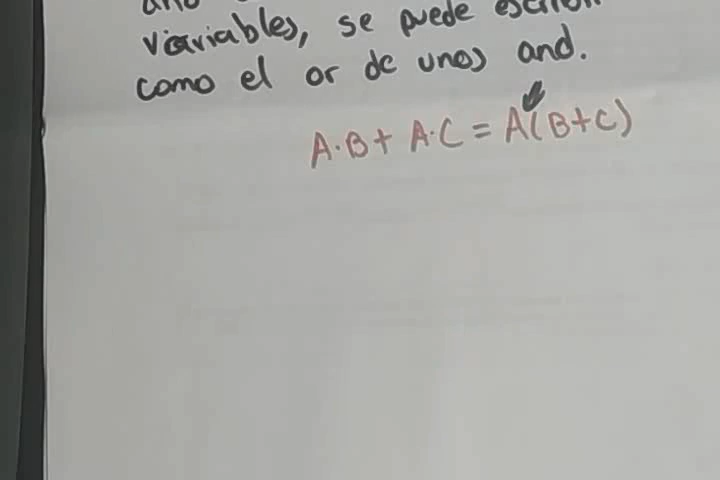 variables, se puede
como el or de unos and.
A·B + A·C = A(B+C)